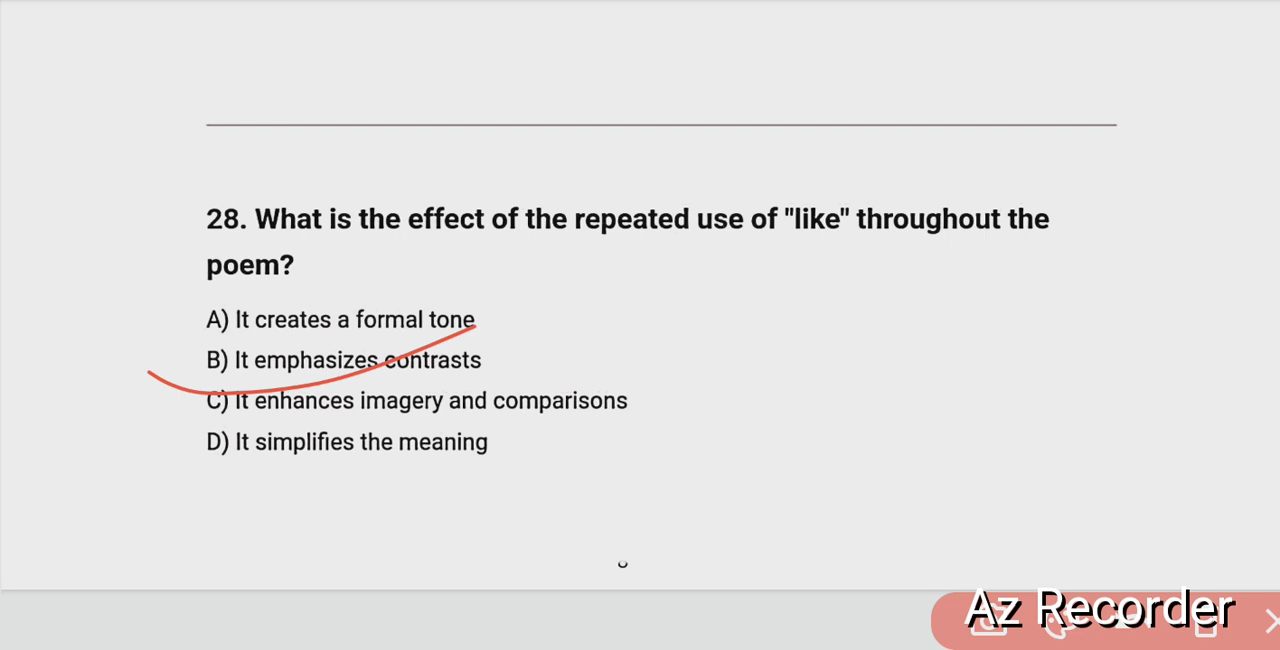 28. What is the effect of the repeated use of "like" throughout the
poem?
A) It creates a formal tone
B) It emphasizes contrasts
C) It enhances imagery and comparisons
D) It simplifies the meaning
Az Recorder